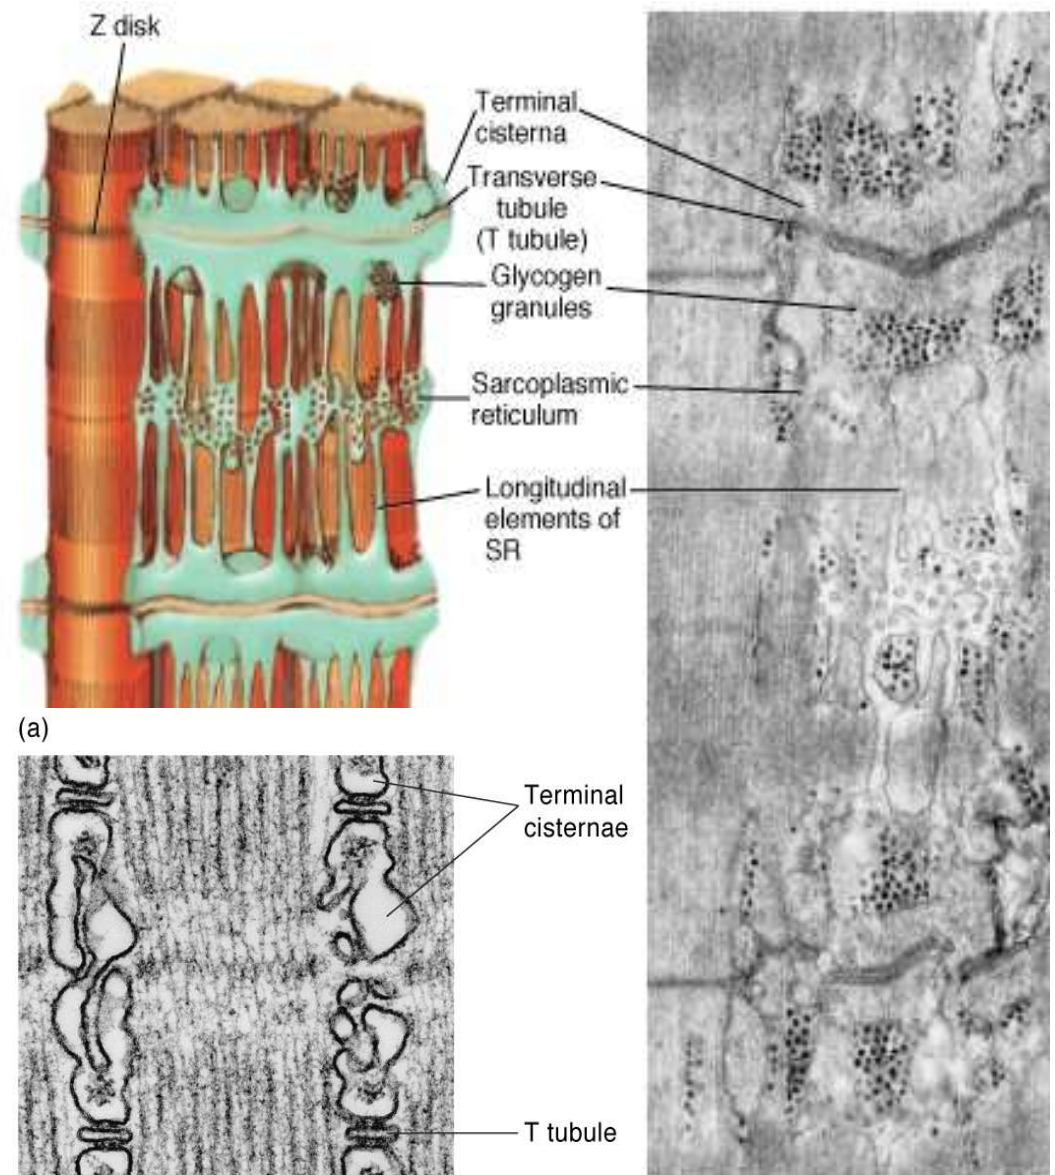 Z disk
Terminal
cisterna
Transverse
tubule
(T tubule)
Glycogen
granules
Sarcoplasmic
reticulum
Longitudinal
elements of
SR
(a)
Terminal
cisternae
T tubule